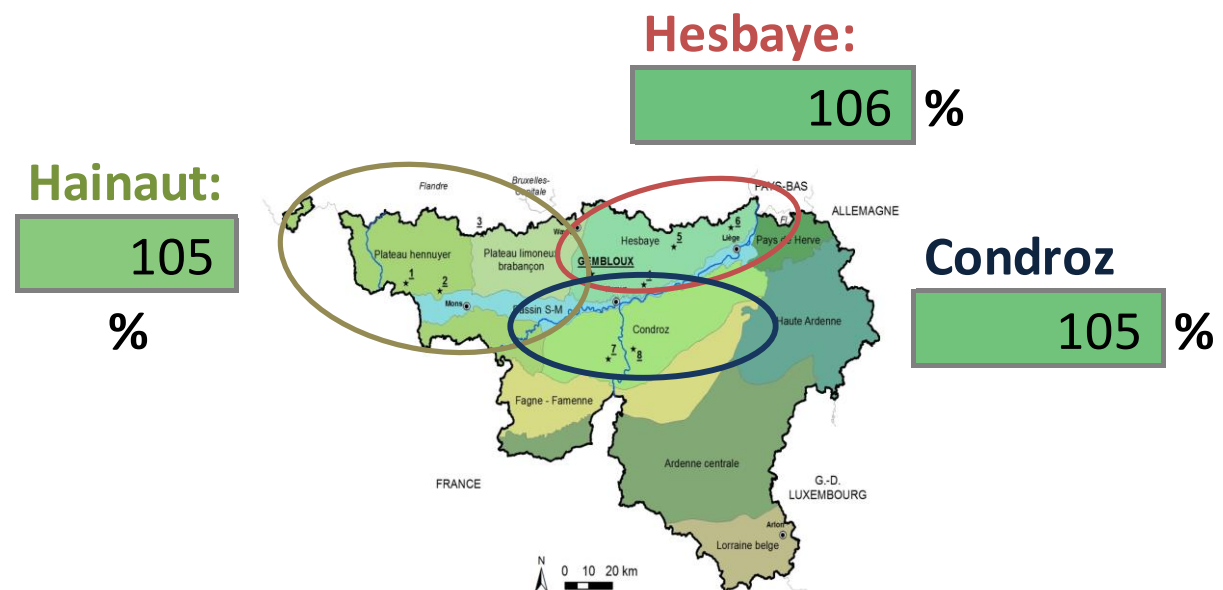 Hesbaye:
106 %
Hainaut:
105
%
Condroz
105 %
Flandre
Bruxelles-
Capitale
PAYS-BAS
ALLEMAGNE
3
6
5
Hesbaye
Liège
Pays de Herve
Plateau hennuyer
Plateau limoneux
brabançon
GEMBLOUX
1
2
4
Mons
Bassin S-M
Condroz
Haute Ardenne
7
8
Fagne - Famenne
Ardenne centrale
FRANCE
G.-D.
LUXEMBOURG
Arlon
Lorraine belge
N
0 10 20 km